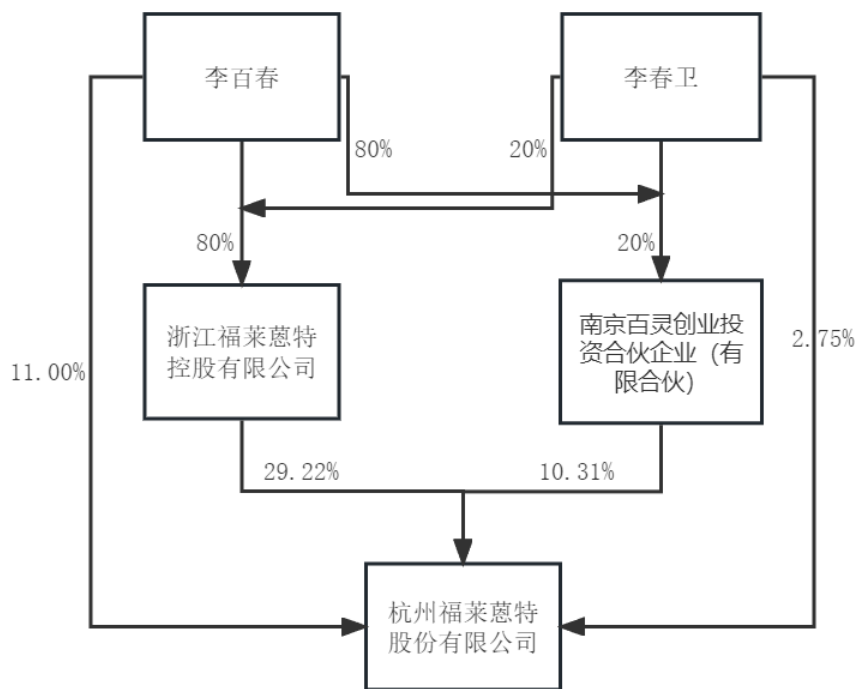 李百春
李春卫
80%
20%
80%
20%
浙江福莱蒽特
控股有限公司
南京百灵创业投
资合伙企业（有
限合伙）
11.00%
2.75%
29.22%
10.31%
杭州福莱蒽特
股份有限公司